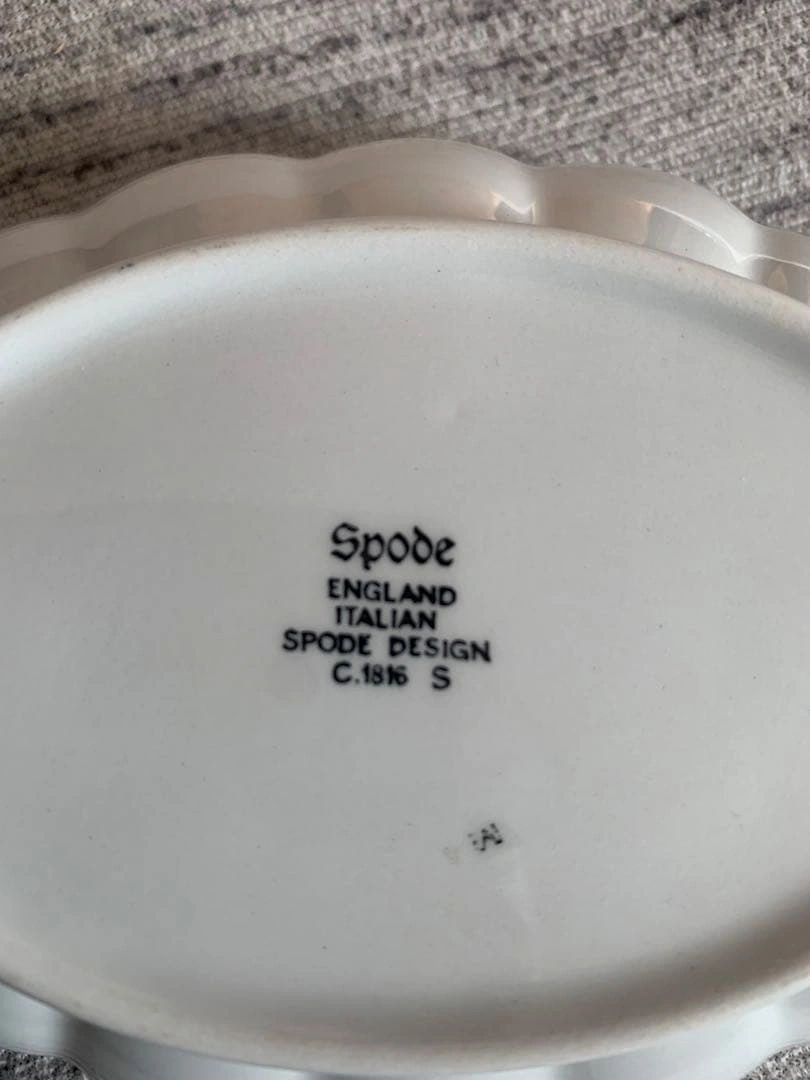 Spode
ENGLAND
ITALIAN
SPODE DESIGN
C.1816 S